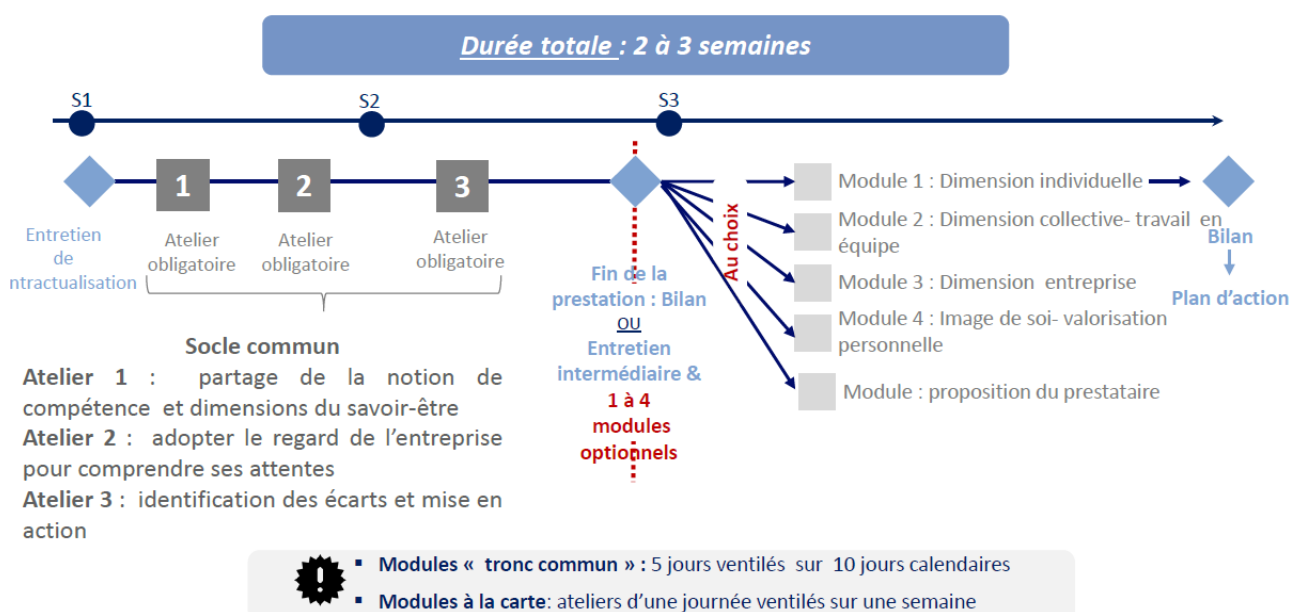 Durée totale : 2 à 3 semaines
S1
S2
S3
1
2
3
Entretien
de
ntractualisation
Atelier
obligatoire
Atelier
obligatoire
Atelier
obligatoire
Fin de la
prestation : Bilan
OU
Entretien
intermédiaire &
1 à 4
modules
optionnels
Au choix
Module 1 : Dimension individuelle
Module 2 : Dimension collective- travail en
équipe
Module 3 : Dimension entreprise
Module 4 : Image de soi- valorisation
personnelle
Module : proposition du prestataire
Bilan
Plan d’action
Socle commun
Atelier 1 : partage de la notion de
compétence et dimensions du savoir-être
Atelier 2 : adopter le regard de l’entreprise
pour comprendre ses attentes
Atelier 3 : identification des écarts et mise en
action
▪ Modules « tronc commun » : 5 jours ventilés sur 10 jours calendaires
▪ Modules à la carte: ateliers d’une journée ventilés sur une semaine